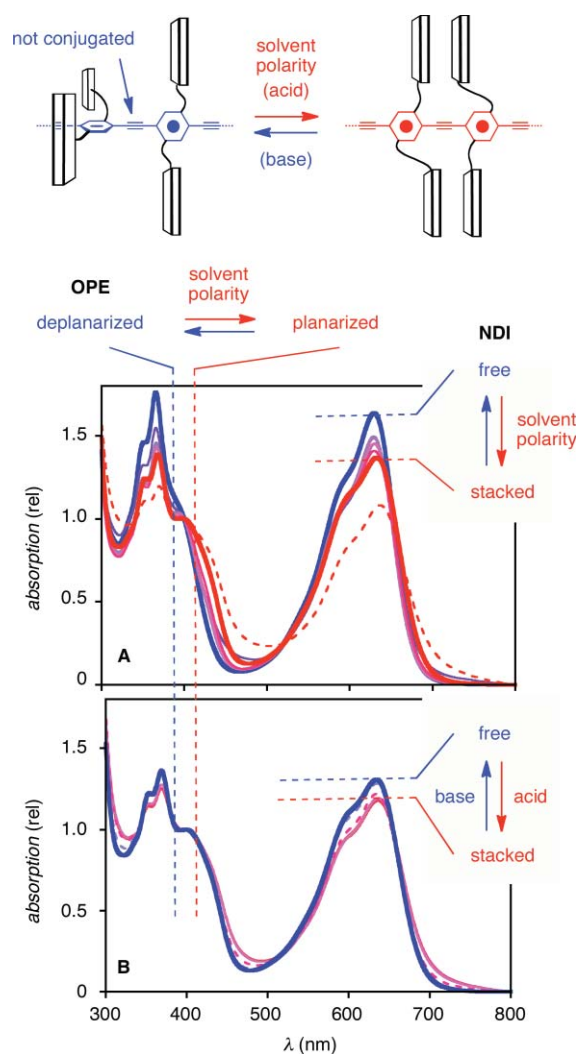 not conjugated
solvent
polarity
(acid)
(base)
OPE
solvent
polarity
NDI
deplanarized
planarized
free
solvent
polarity
stacked
1.5
1.0
0.5
0
absorption (rel)
A
free
base
acid
stacked
1.5
1.0
0.5
0
absorption (rel)
B
300
400
500
600
700
800
λ (nm)